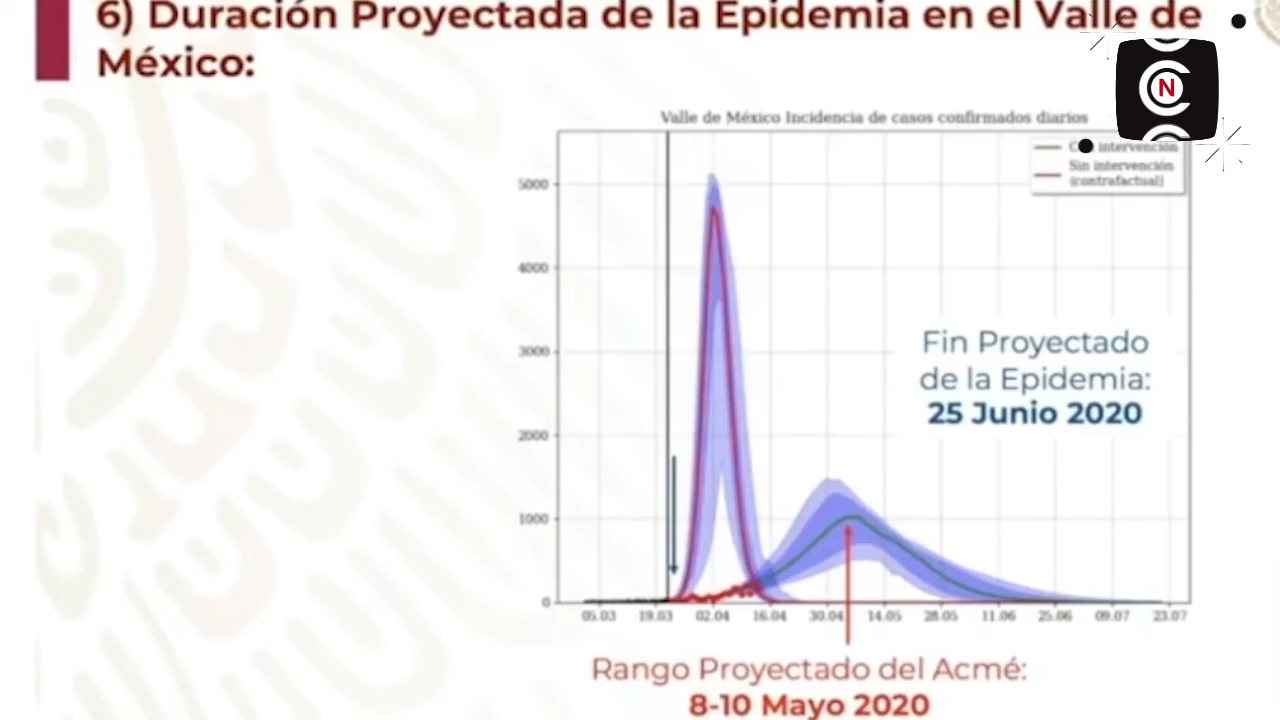 6) Duración Proyectada de la Epidemia en el Valle de
México:
N
Valle de México Incidencia de casos confirmados diarios
intervención
Sin intervención
(contrafactual)
5000
4000
3000
2000
1000
0
Fin Proyectado
de la Epidemia:
25 Junio 2020
05.03 19.03 02.04 16.04 30.04 14.05 28.05 11.06 25.06 09.07 23.07
Rango Proyectado del Acmé:
8-10 Mayo 2020